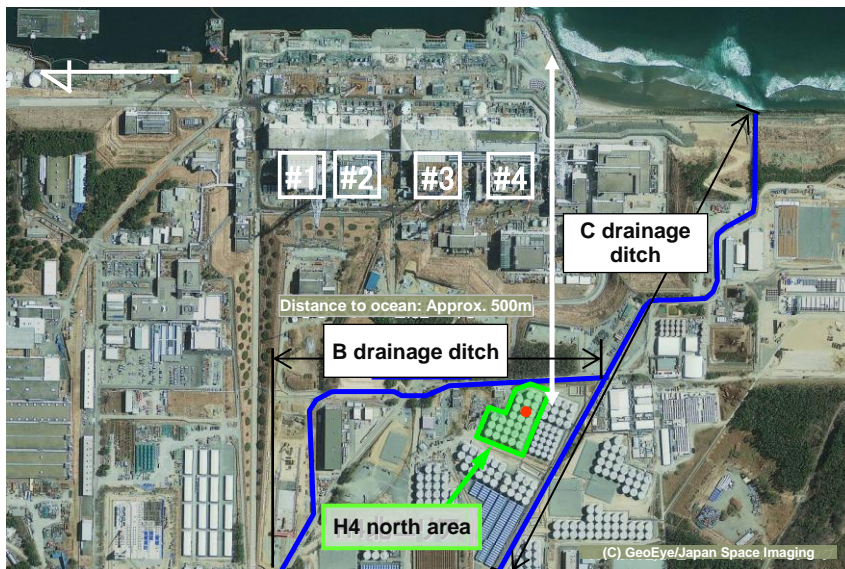 #1
#2
#3
#4
C drainage
ditch
Distance to ocean: Approx. 500m
B drainage ditch
H4 north area
(C) GeoEye/Japan Space Imaging